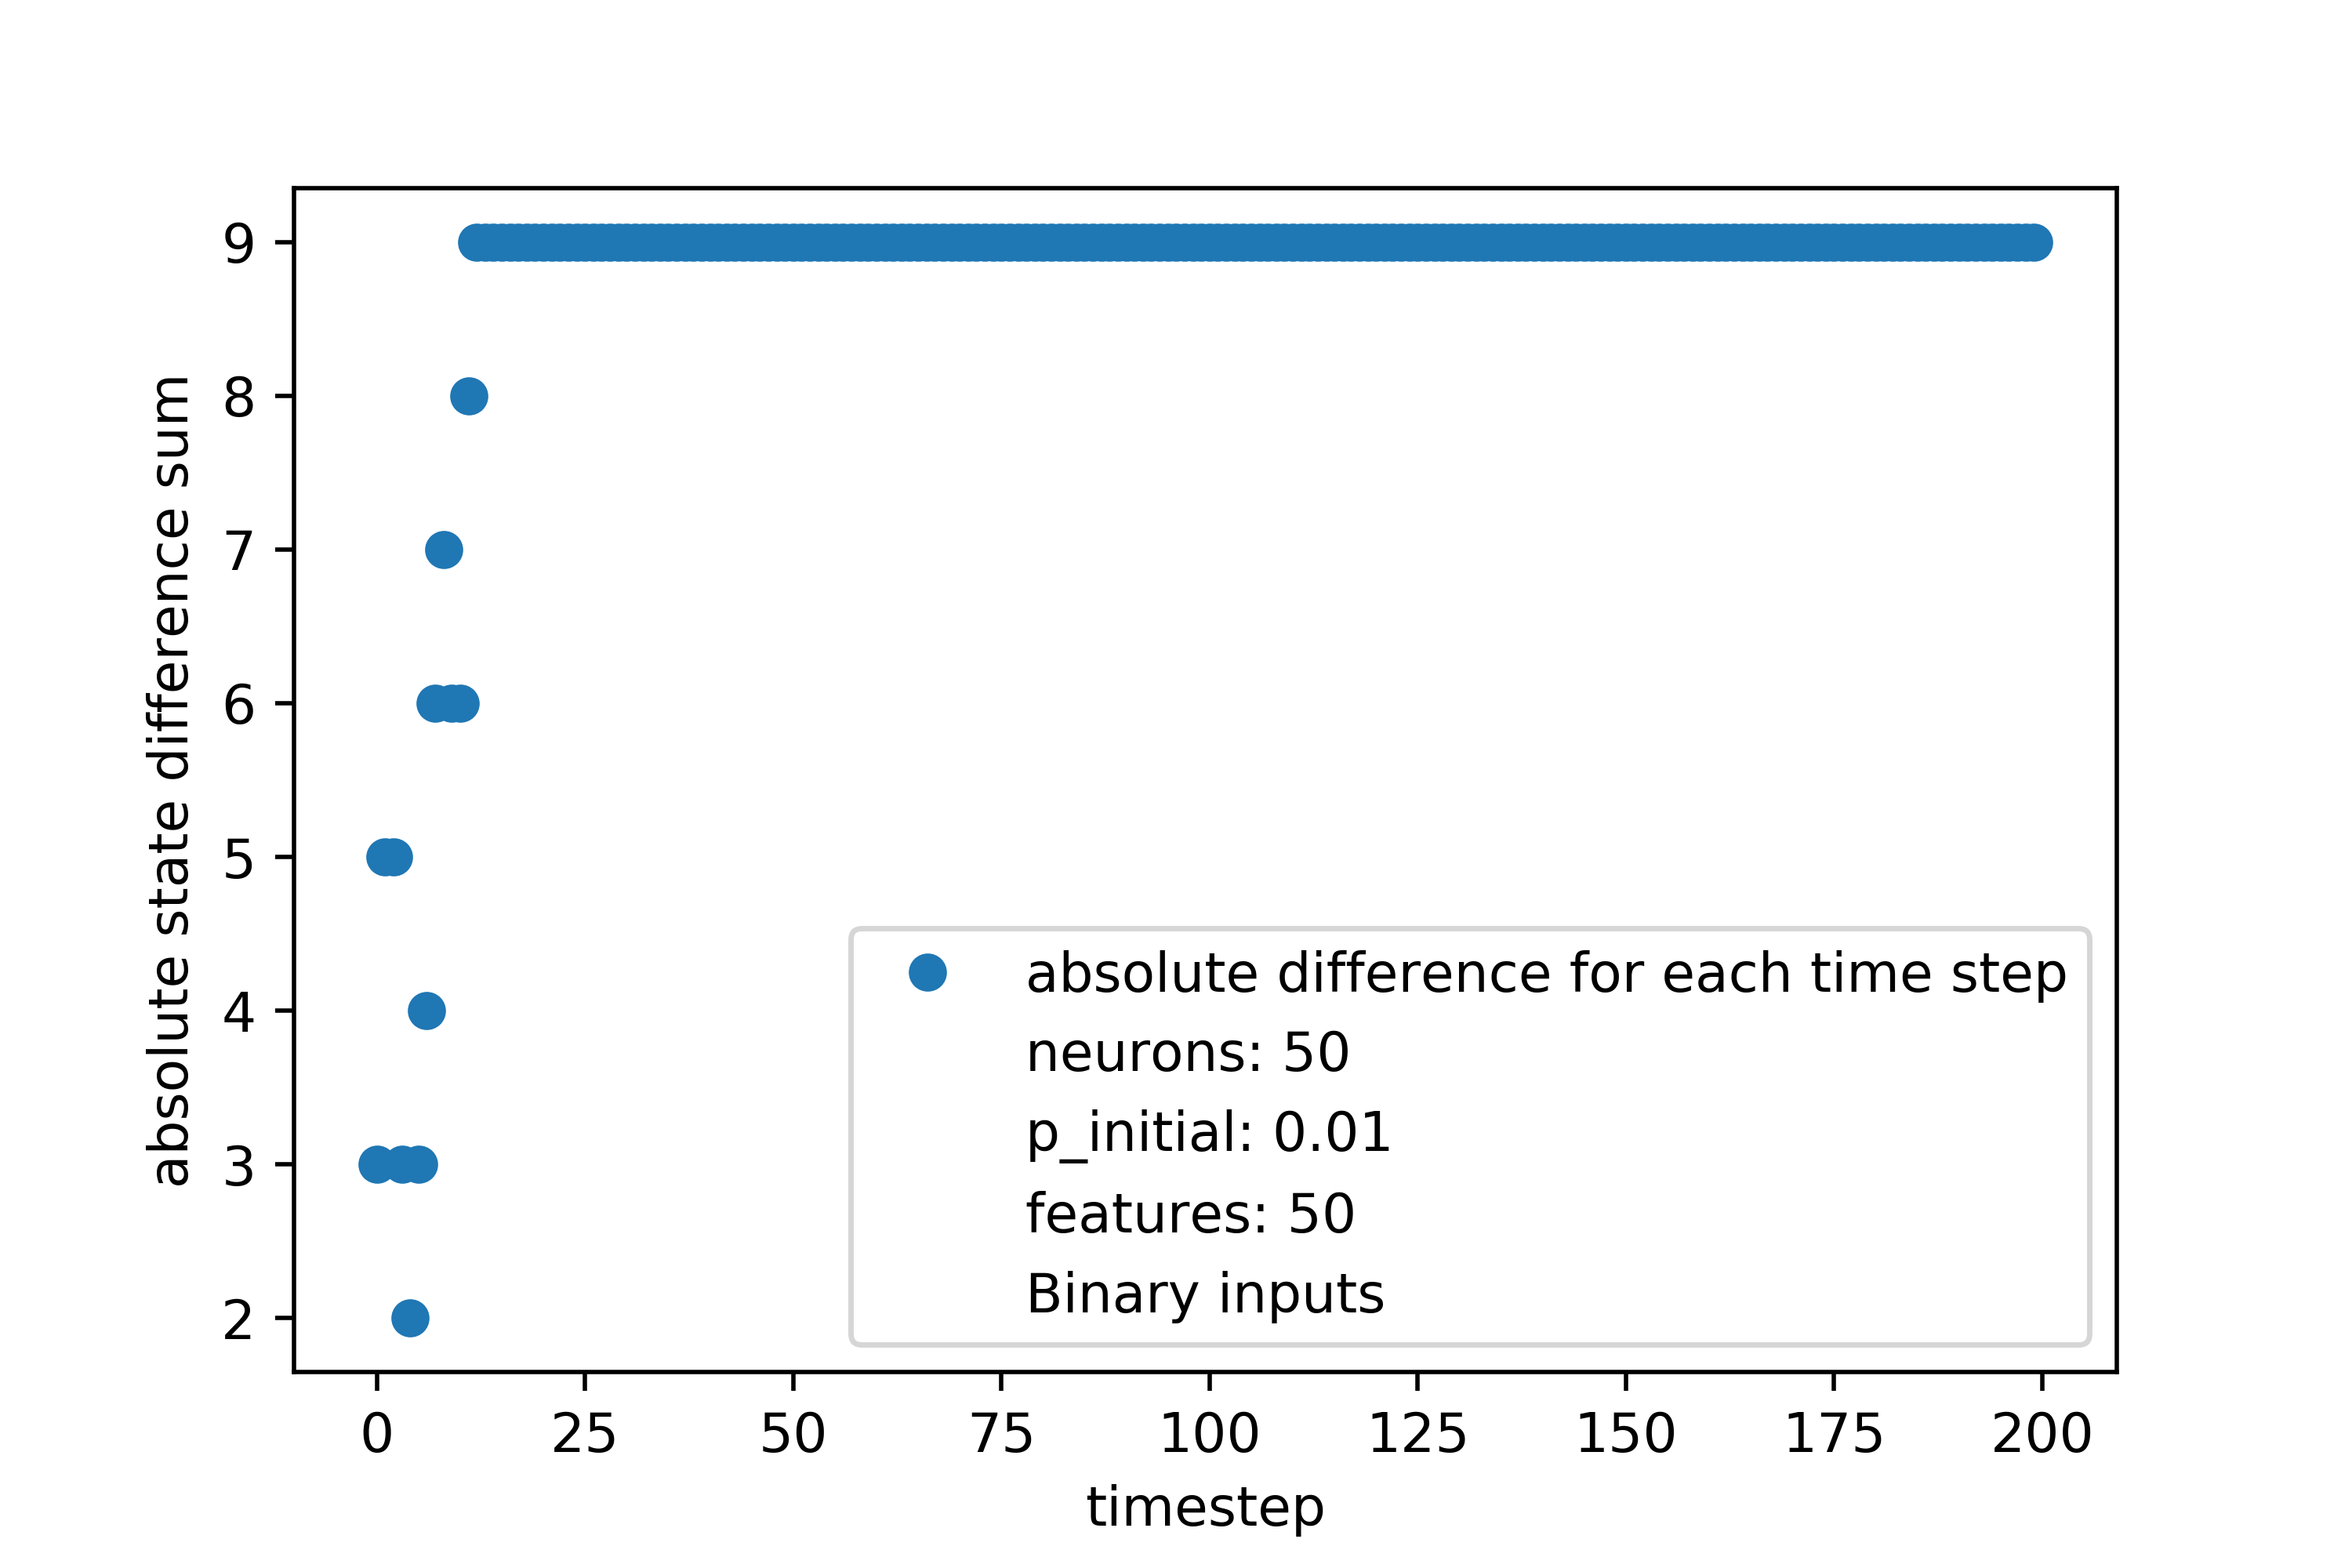 absolute state difference sum
9
8
7
6
5
4
3
2
absolute difference for each time step
neurons: 50
p_initial: 0.01
features: 50
Binary inputs
0 25 50 75 100 125 150 175 200
timestep